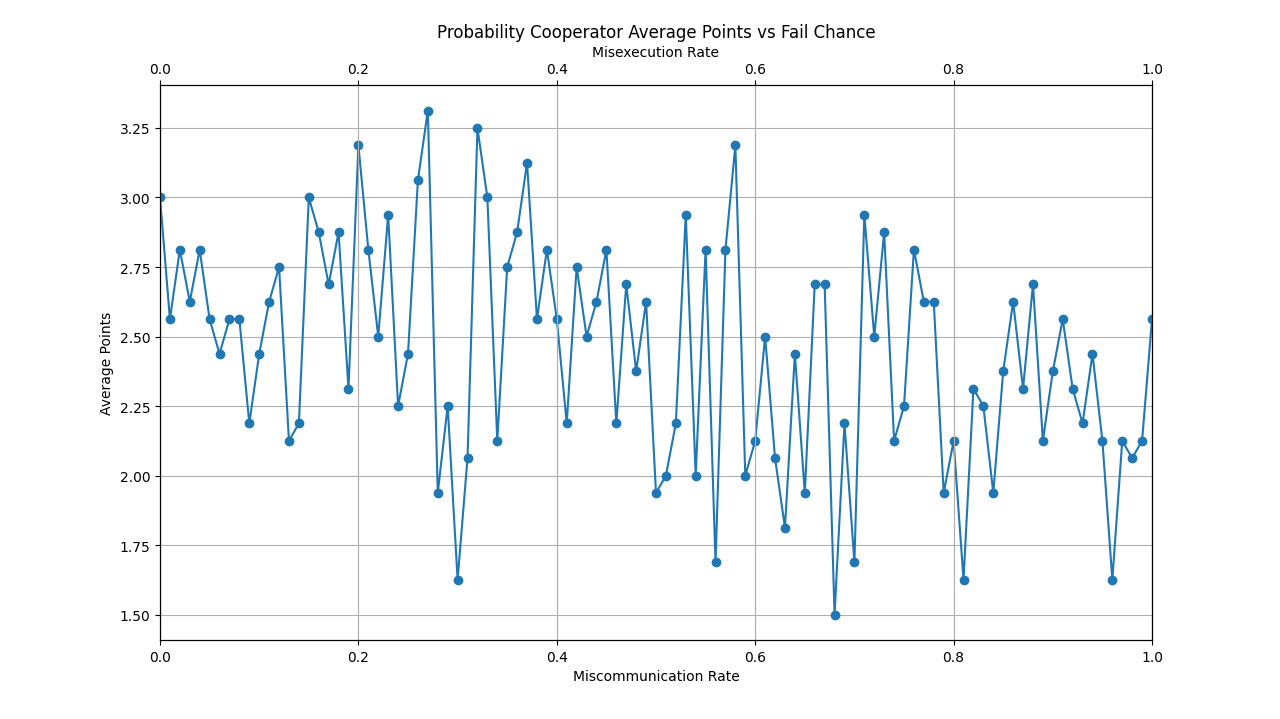 Probability Cooperator Average Points vs Fail Chance
Misexecution Rate
0.0 0.2 0.4 0.6 0.8 1.0
3.25
3.00
2.75
2.50
2.25
2.00
1.75
1.50
Average Points
0.0 0.2 0.4 0.6 0.8 1.0
Miscommunication Rate